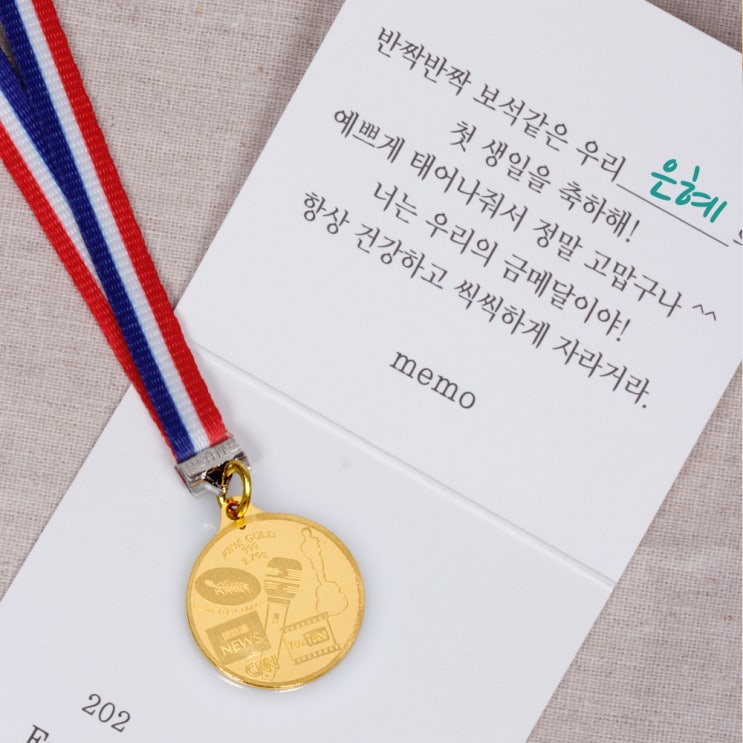 반짝반짝 보석같은 우리 은혜
첫 생일을 축하해!
예쁘게 태어나줘서 정말 고맙구나 ^^
너는 우리의 금메달이야!
항상 건강하고 씩씩하게 자라거라.
memo
FINE GOLD
999
NEWS
YouTube
CNN
202